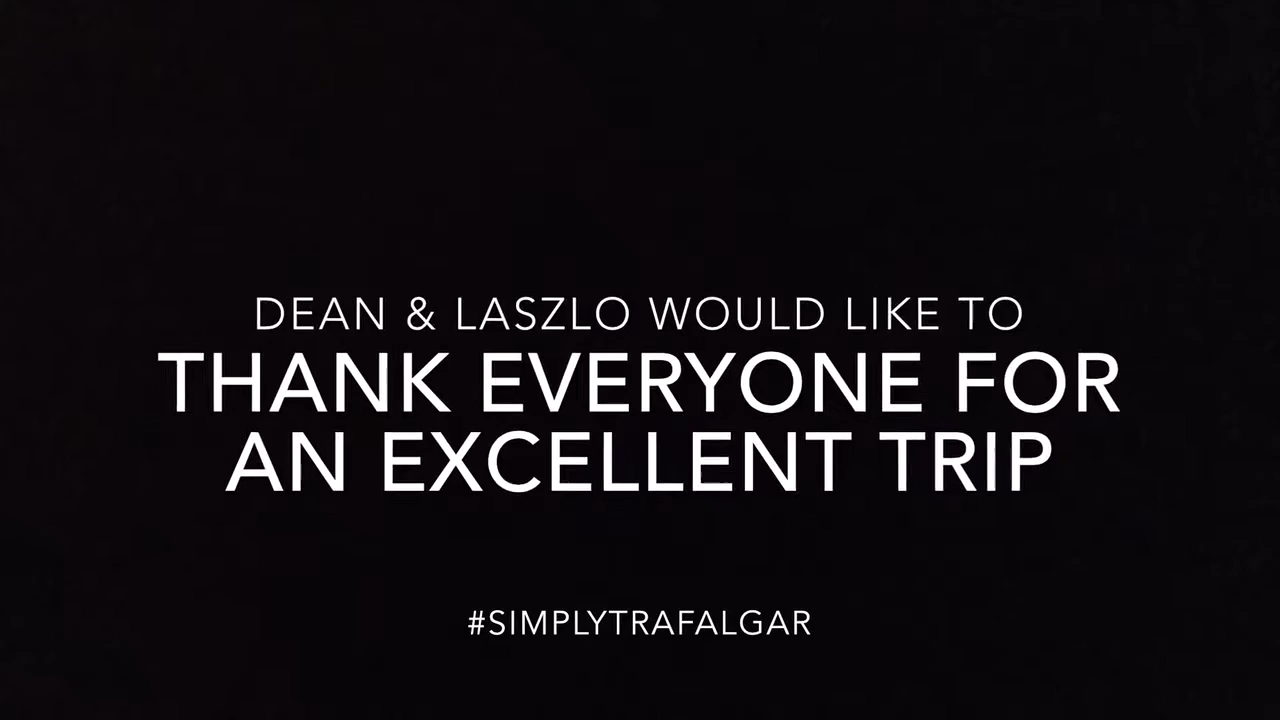 DEAN & LASZLO WOULD LIKE TO
THANK EVERYONE FOR
AN EXCELLENT TRIP
#SIMPLYTRAFALGAR